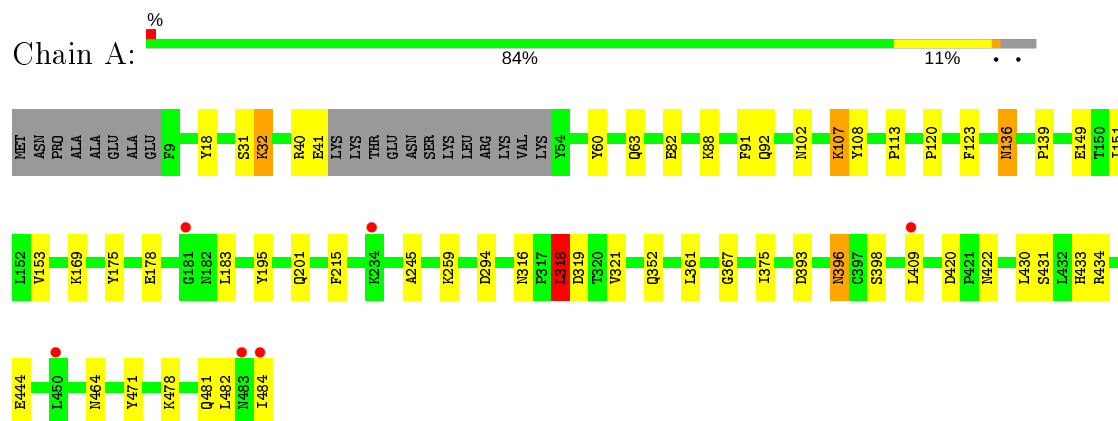 %
Chain A:
84% 11% • •
MET ASN PRO ALA ALA GLU ALA GLU F9 Y18 S31 K32 R40 E41 LYS LYS THR GLU ASN SER LYS LEU ARG LYS VAL LYS Y54 Y60 Q63 E82 K88 F91 Q92 N102 K107 Y108 P113 P120 F123 N136 P139 E149 T150 I151
L152 V153 K169 Y175 E178 G181 N182 L183 Y195 Q201 F215 K234 A245 K259 D294 N316 P317 L318 D319 T320 V321 Q352 L361 G367 I375 D393 N396 C397 S398 L409 D420 P421 N422 L430 S431 L432 H433 R434
E444 L450 N464 Y471 K478 Q481 L482 N483 I484